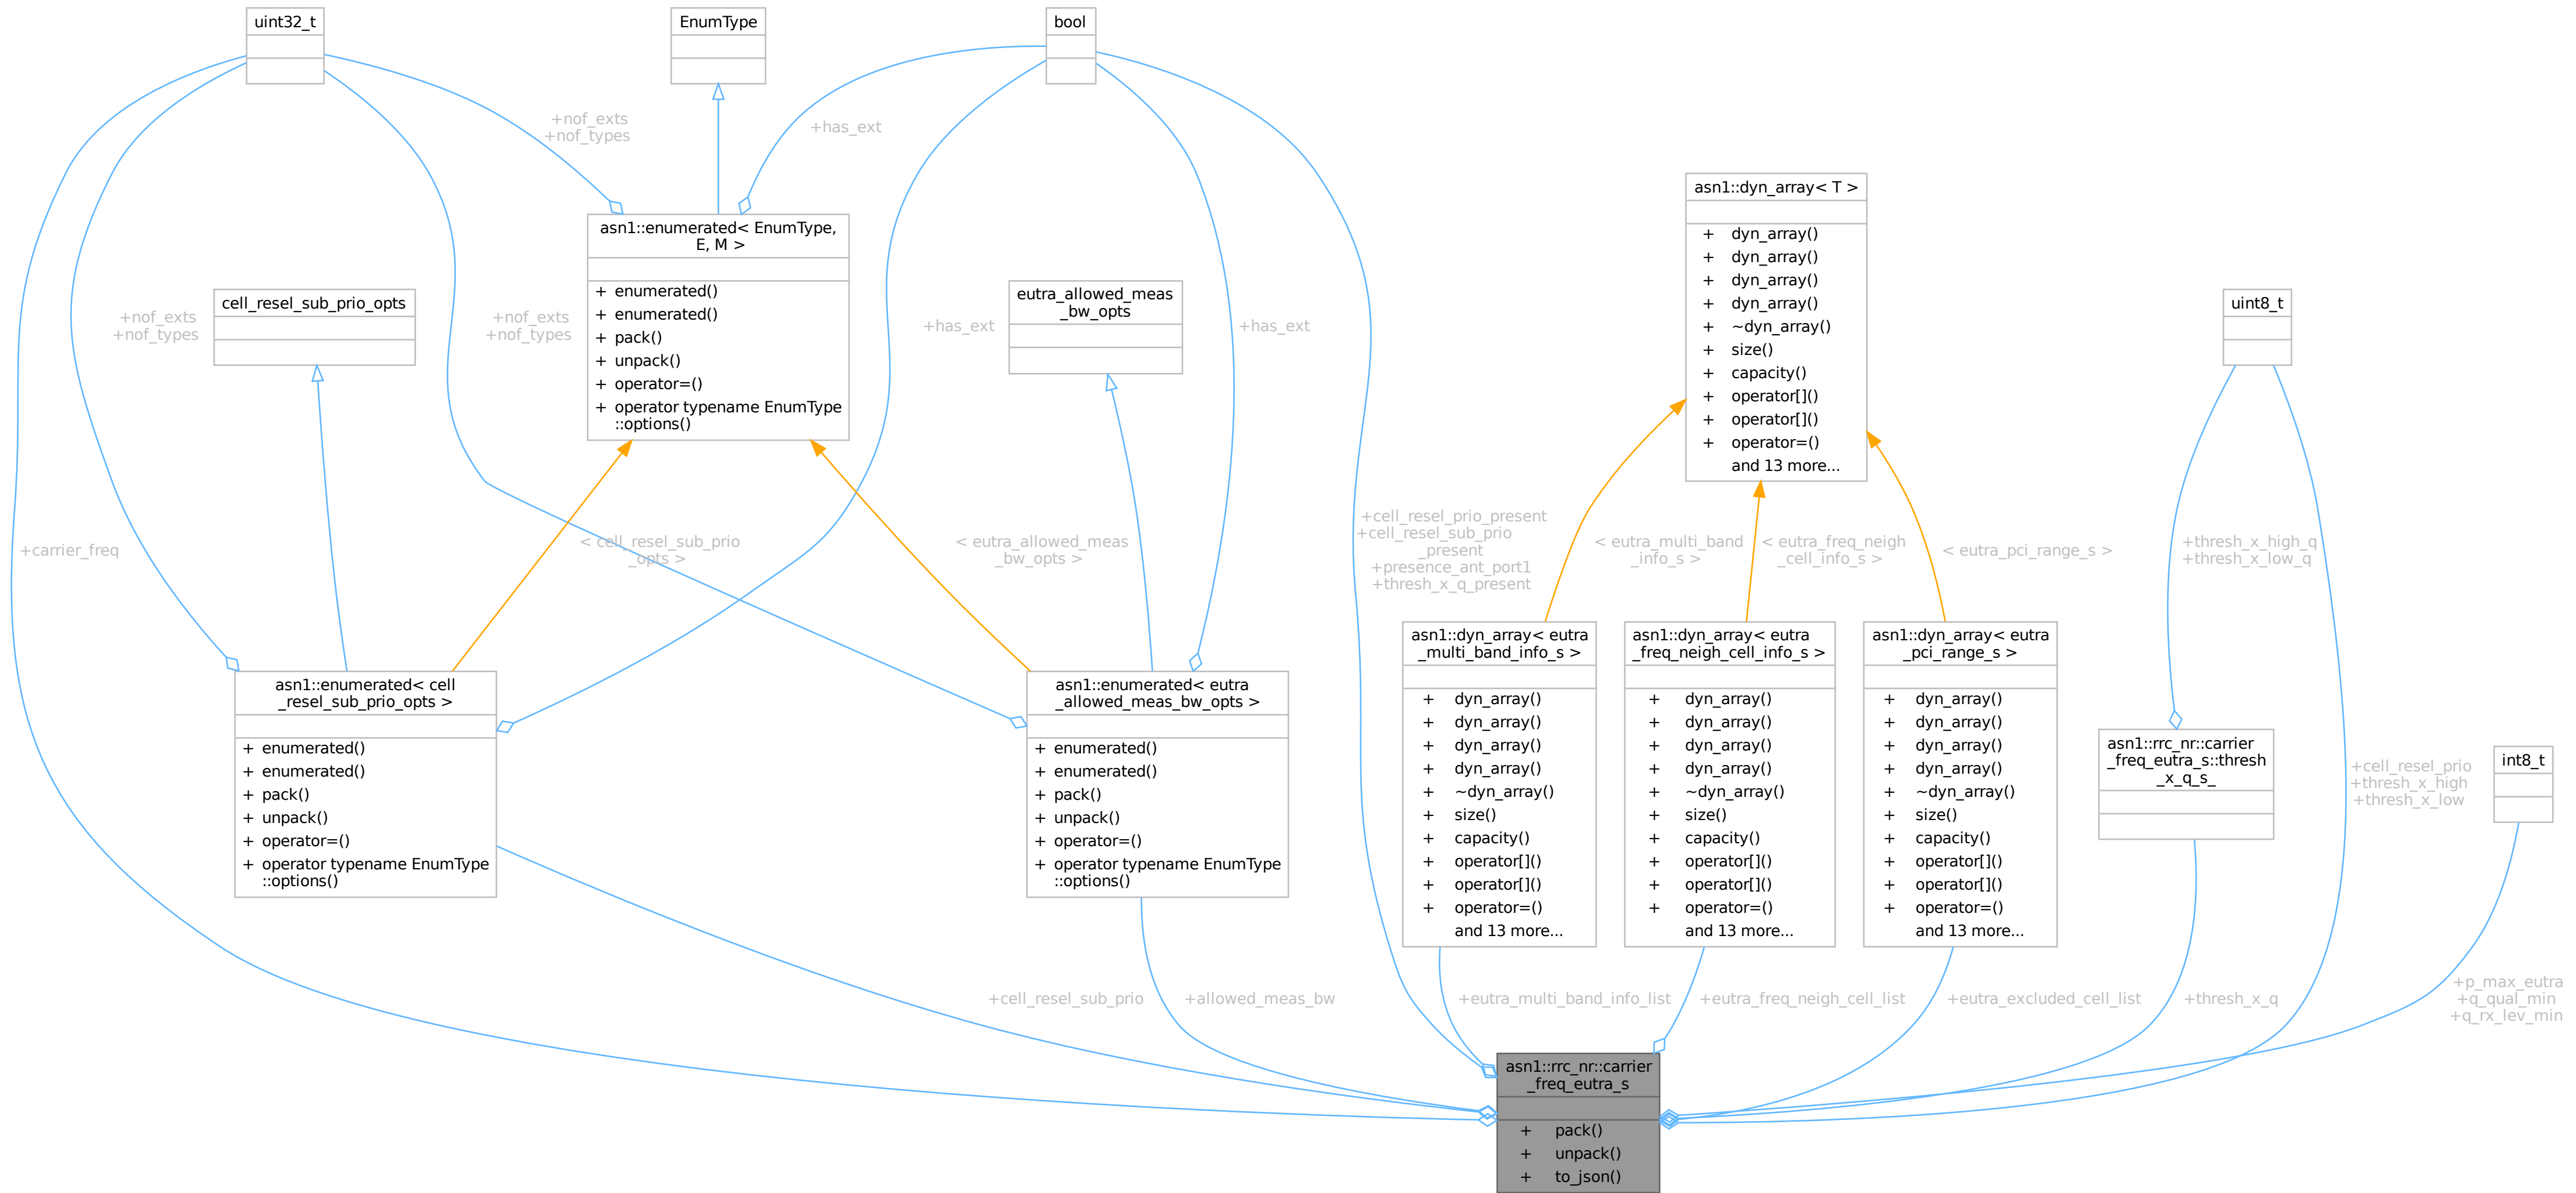 uint32_t
EnumType
bool
+nof_exts
+nof_types
+has_ext
asn1::dyn_array< T >
+ dyn_array()
+ dyn_array()
+ dyn_array()
+ dyn_array()
+ ~dyn_array()
+ size()
+ capacity()
+ operator[]()
+ operator[]()
+ operator=()
and 13 more...
asn1::enumerated< EnumType,
E, M >
+ enumerated()
+ enumerated()
+ pack()
+ unpack()
+ operator=()
+ operator typename EnumType
::options()
cell_resel_sub_prio_opts
eutra_allowed_meas
_bw_opts
uint8_t
+nof_exts
+nof_types
+nof_exts
+nof_types
+has_ext
+has_ext
+carrier_freq
< cell_resel_sub_prio
_opts >
< eutra_allowed_meas
_bw_opts >
+cell_resel_prio_present
+cell_resel_sub_prio
_present
+presence_ant_port1
+thresh_x_q_present
< eutra_multi_band
_info_s >
< eutra_freq_neigh
_cell_info_s >
< eutra_pci_range_s >
+thresh_x_high_q
+thresh_x_low_q
asn1::enumerated< cell
_resel_sub_prio_opts >
+ enumerated()
+ enumerated()
+ pack()
+ unpack()
+ operator=()
+ operator typename EnumType
::options()
asn1::enumerated< eutra
_allowed_meas_bw_opts >
+ enumerated()
+ enumerated()
+ pack()
+ unpack()
+ operator=()
+ operator typename EnumType
::options()
asn1::dyn_array< eutra
_multi_band_info_s >
+ dyn_array()
+ dyn_array()
+ dyn_array()
+ dyn_array()
+ ~dyn_array()
+ size()
+ capacity()
+ operator[]()
+ operator[]()
+ operator=()
and 13 more...
asn1::dyn_array< eutra
_freq_neigh_cell_info_s >
+ dyn_array()
+ dyn_array()
+ dyn_array()
+ dyn_array()
+ ~dyn_array()
+ size()
+ capacity()
+ operator[]()
+ operator[]()
+ operator=()
and 13 more...
asn1::dyn_array< eutra
_pci_range_s >
+ dyn_array()
+ dyn_array()
+ dyn_array()
+ dyn_array()
+ ~dyn_array()
+ size()
+ capacity()
+ operator[]()
+ operator[]()
+ operator=()
and 13 more...
asn1::rrc_nr::carrier
_freq_eutra_s::thresh
_x_q_s_
+cell_resel_prio
+thresh_x_high
+thresh_x_low
int8_t
+cell_resel_sub_prio
+allowed_meas_bw
+eutra_multi_band_info_list
+eutra_freq_neigh_cell_list
+eutra_excluded_cell_list
+thresh_x_q
+p_max_eutra
+q_qual_min
+q_rx_lev_min
asn1::rrc_nr::carrier
_freq_eutra_s
+ pack()
+ unpack()
+ to_json()